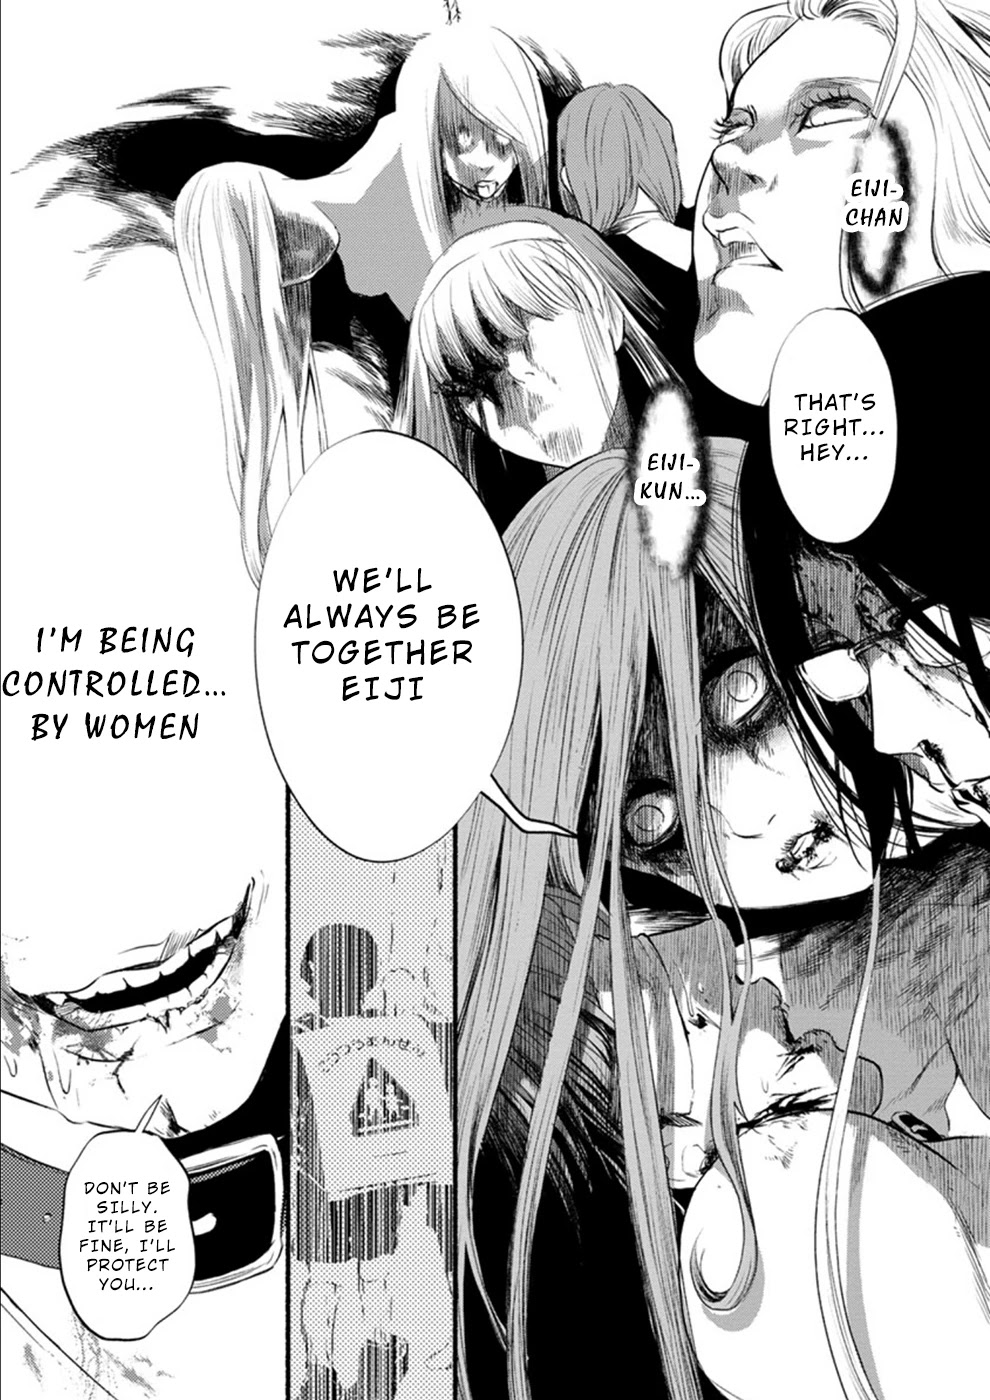 EIJI-
CHAN
THAT'S
RIGHT...
HEY...
EIJI-
KUN...
WE'LL
ALWAYS BE
TOGETHER
EIJI
I'M BEING
CONTROLLED...
BY WOMEN
DON'T BE
SILLY.
IT'LL BE
FINE, I'LL
PROTECT
YOU...